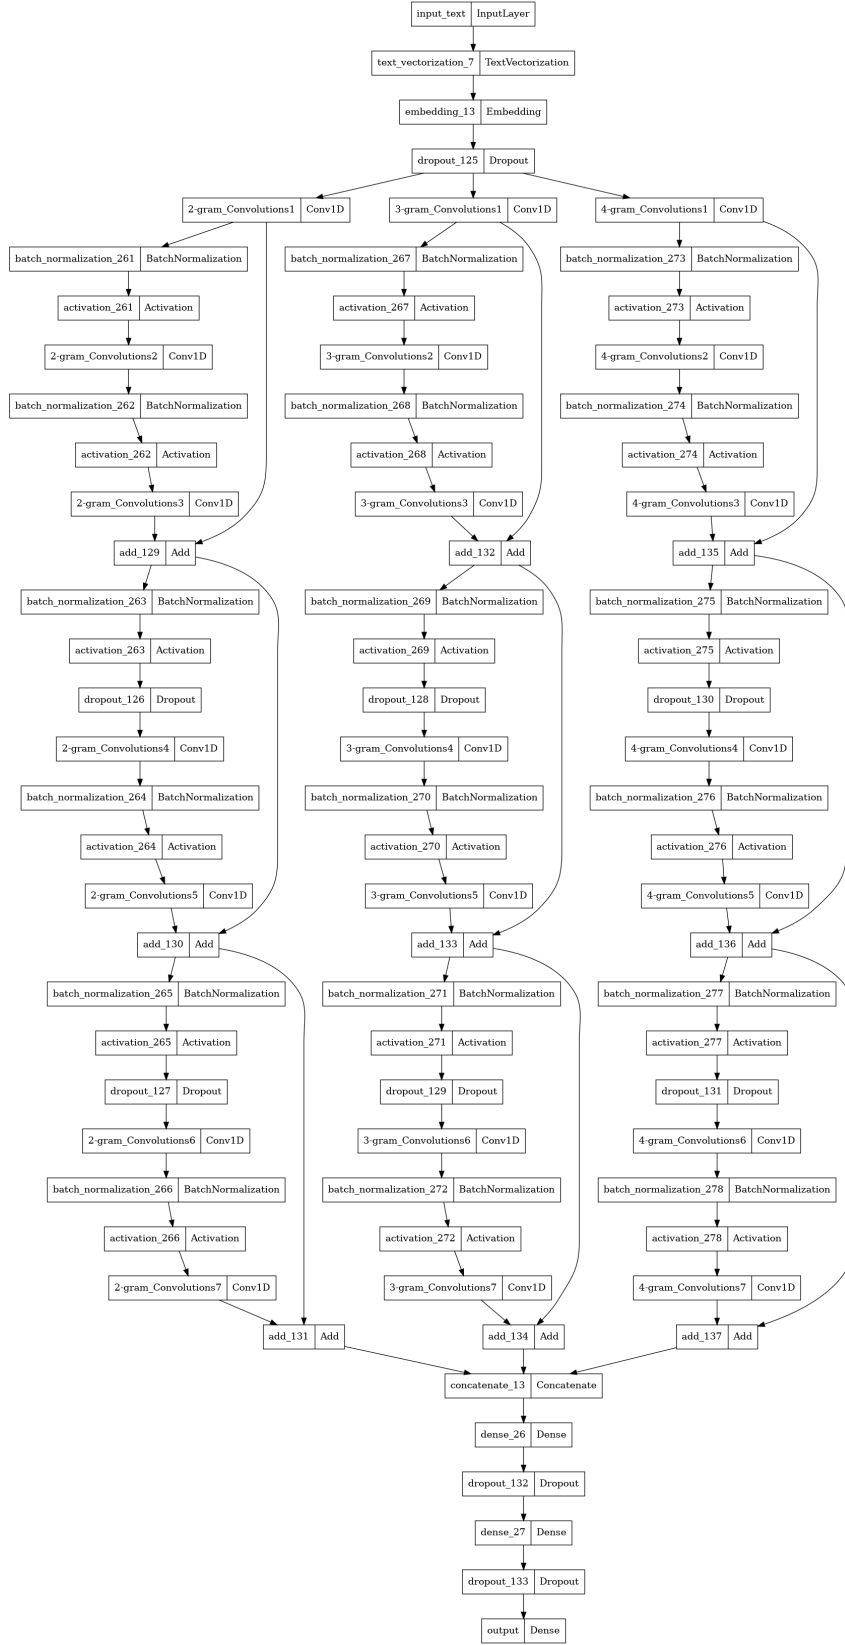 input_text InputLayer
text_vectorization_7 TextVectorization
embedding_13 Embedding
dropout_125 Dropout
2-gram_Convolutions1 Conv1D 3-gram_Convolutions1 Conv1D 4-gram_Convolutions1 Conv1D
batch_normalization_261 BatchNormalization batch_normalization_267 BatchNormalization batch_normalization_273 BatchNormalization
activation_261 Activation activation_267 Activation activation_273 Activation
2-gram_Convolutions2 Conv1D 3-gram_Convolutions2 Conv1D 4-gram_Convolutions2 Conv1D
batch_normalization_262 BatchNormalization batch_normalization_268 BatchNormalization batch_normalization_274 BatchNormalization
activation_262 Activation activation_268 Activation activation_274 Activation
2-gram_Convolutions3 Conv1D 3-gram_Convolutions3 Conv1D 4-gram_Convolutions3 Conv1D
add_129 Add add_132 Add add_135 Add
batch_normalization_263 BatchNormalization batch_normalization_269 BatchNormalization batch_normalization_275 BatchNormalization
activation_263 Activation activation_269 Activation activation_275 Activation
dropout_126 Dropout dropout_128 Dropout dropout_130 Dropout
2-gram_Convolutions4 Conv1D 3-gram_Convolutions4 Conv1D 4-gram_Convolutions4 Conv1D
batch_normalization_264 BatchNormalization batch_normalization_270 BatchNormalization batch_normalization_276 BatchNormalization
activation_264 Activation activation_270 Activation activation_276 Activation
2-gram_Convolutions5 Conv1D 3-gram_Convolutions5 Conv1D 4-gram_Convolutions5 Conv1D
add_130 Add add_133 Add add_136 Add
batch_normalization_265 BatchNormalization batch_normalization_271 BatchNormalization batch_normalization_277 BatchNormalization
activation_265 Activation activation_271 Activation activation_277 Activation
dropout_127 Dropout dropout_129 Dropout dropout_131 Dropout
2-gram_Convolutions6 Conv1D 3-gram_Convolutions6 Conv1D 4-gram_Convolutions6 Conv1D
batch_normalization_266 BatchNormalization batch_normalization_272 BatchNormalization batch_normalization_278 BatchNormalization
activation_266 Activation activation_272 Activation activation_278 Activation
2-gram_Convolutions7 Conv1D 3-gram_Convolutions7 Conv1D 4-gram_Convolutions7 Conv1D
add_131 Add add_134 Add add_137 Add
concatenate_13 Concatenate
dense_26 Dense
dropout_132 Dropout
dense_27 Dense
dropout_133 Dropout
output Dense